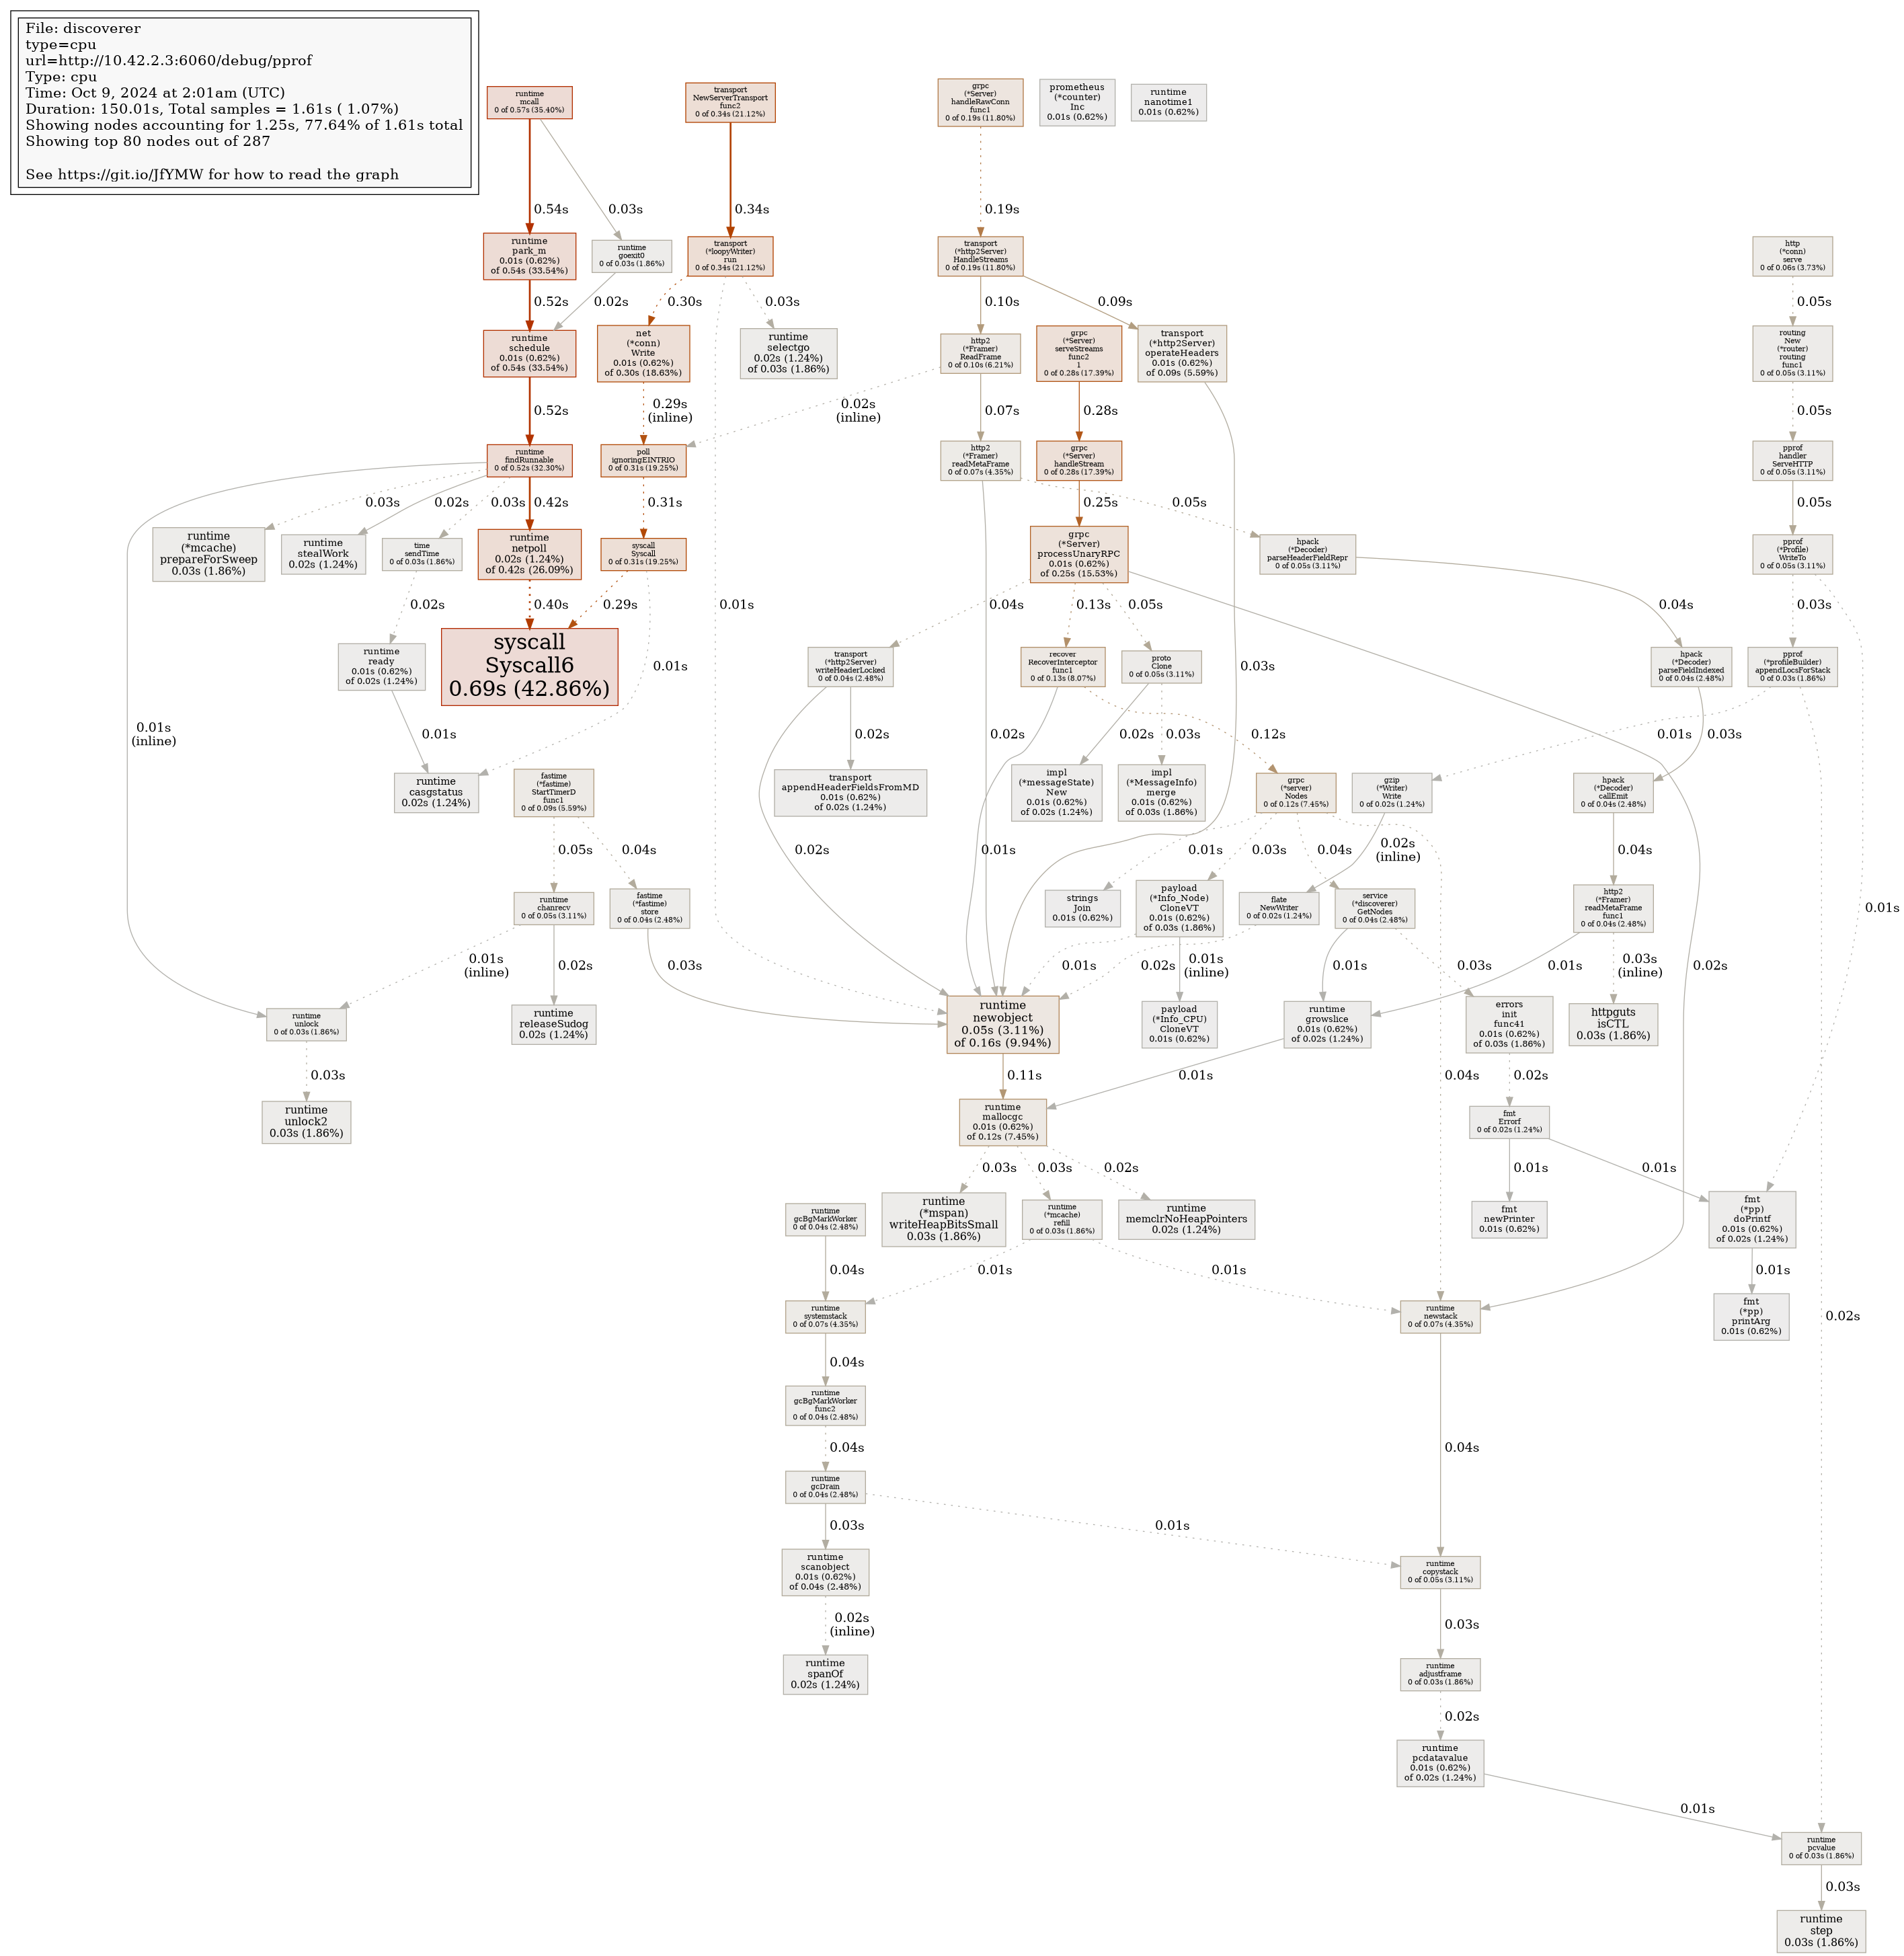 File: discoverer
type=cpu
url=http://10.42.2.3:6060/debug/pprof
Type: cpu
Time: Oct 9, 2024 at 2:01am (UTC)
Duration: 150.01s, Total samples = 1.61s ( 1.07%)
Showing nodes accounting for 1.25s, 77.64% of 1.61s total
Showing top 80 nodes out of 287
See https://git.io/JfYMW for how to read the graph
runtime
mcall
0 of 0.57s (35.40%)
transport
NewServerTransport
func2
0 of 0.34s (21.12%)
grpc
(*Server)
handleRawConn
func1
0 of 0.19s (11.80%)
prometheus
(*counter)
Inc
0.01s (0.62%)
runtime
nanotime1
0.01s (0.62%)
0.54s
0.03s
0.34s
0.19s
runtime
park_m
0.01s (0.62%)
of 0.54s (33.54%)
runtime
goexit0
0 of 0.03s (1.86%)
transport
(*loopyWriter)
run
0 of 0.34s (21.12%)
transport
(*http2Server)
HandleStreams
0 of 0.19s (11.80%)
http
(*conn)
serve
0 of 0.06s (3.73%)
0.52s
0.02s
0.30s
0.03s
0.10s
0.09s
0.05s
runtime
schedule
0.01s (0.62%)
of 0.54s (33.54%)
net
(*conn)
Write
0.01s (0.62%)
of 0.30s (18.63%)
runtime
selectgo
0.02s (1.24%)
of 0.03s (1.86%)
http2
(*Framer)
ReadFrame
0 of 0.10s (6.21%)
grpc
(*Server)
serveStreams
func2
1
0 of 0.28s (17.39%)
transport
(*http2Server)
operateHeaders
0.01s (0.62%)
of 0.09s (5.59%)
routing
New
(*router)
routing
func1
0 of 0.05s (3.11%)
0.52s
0.29s
(inline)
0.02s
(inline)
0.07s
0.28s
0.05s
runtime
findRunnable
0 of 0.52s (32.30%)
poll
ignoringEINTRIO
0 of 0.31s (19.25%)
http2
(*Framer)
readMetaFrame
0 of 0.07s (4.35%)
grpc
(*Server)
handleStream
0 of 0.28s (17.39%)
pprof
handler
ServeHTTP
0 of 0.05s (3.11%)
0.03s
0.02s
0.03s
0.42s
0.31s
0.25s
0.05s
0.05s
runtime
(*mcache)
prepareForSweep
0.03s (1.86%)
runtime
stealWork
0.02s (1.24%)
time
sendTime
0 of 0.03s (1.86%)
runtime
netpoll
0.02s (1.24%)
of 0.42s (26.09%)
syscall
Syscall
0 of 0.31s (19.25%)
grpc
(*Server)
processUnaryRPC
0.01s (0.62%)
of 0.25s (15.53%)
hpack
(*Decoder)
parseHeaderFieldRepr
0 of 0.05s (3.11%)
pprof
(*Profile)
WriteTo
0 of 0.05s (3.11%)
0.02s
0.40s
0.29s
0.01s
0.04s
0.13s
0.05s
0.04s
0.03s
runtime
ready
0.01s (0.62%)
of 0.02s (1.24%)
syscall
Syscall6
0.69s (42.86%)
0.01s
transport
(*http2Server)
writeHeaderLocked
0 of 0.04s (2.48%)
recover
RecoverInterceptor
func1
0 of 0.13s (8.07%)
proto
Clone
0 of 0.05s (3.11%)
0.03s
hpack
(*Decoder)
parseFieldIndexed
0 of 0.04s (2.48%)
pprof
(*profileBuilder)
appendLocsForStack
0 of 0.03s (1.86%)
0.01s
(inline)
0.01s
0.02s
0.02s
0.02s
0.03s
0.12s
0.01s
0.03s
runtime
casgstatus
0.02s (1.24%)
fastime
(*fastime)
StartTimerD
func1
0 of 0.09s (5.59%)
transport
appendHeaderFieldsFromMD
0.01s (0.62%)
of 0.02s (1.24%)
impl
(*messageState)
New
0.01s (0.62%)
of 0.02s (1.24%)
impl
(*MessageInfo)
merge
0.01s (0.62%)
of 0.03s (1.86%)
grpc
(*server)
Nodes
0 of 0.12s (7.45%)
gzip
(*Writer)
Write
0 of 0.02s (1.24%)
hpack
(*Decoder)
callEmit
0 of 0.04s (2.48%)
0.05s
0.04s
0.02s
0.01s
0.01s
0.03s
0.04s
0.02s
(inline)
0.04s
0.01s
runtime
chanrecv
0 of 0.05s (3.11%)
fastime
(*fastime)
store
0 of 0.04s (2.48%)
strings
Join
0.01s (0.62%)
payload
(*Info_Node)
CloneVT
0.01s (0.62%)
of 0.03s (1.86%)
flate
NewWriter
0 of 0.02s (1.24%)
service
(*discoverer)
GetNodes
0 of 0.04s (2.48%)
http2
(*Framer)
readMetaFrame
func1
0 of 0.04s (2.48%)
0.01s
(inline)
0.02s
0.03s
0.01s
0.01s
(inline)
0.02s
0.01s
0.03s
0.01s
0.03s
(inline)
0.02s
runtime
unlock
0 of 0.03s (1.86%)
runtime
releaseSudog
0.02s (1.24%)
runtime
newobject
0.05s (3.11%)
of 0.16s (9.94%)
payload
(*Info_CPU)
CloneVT
0.01s (0.62%)
runtime
growslice
0.01s (0.62%)
of 0.02s (1.24%)
errors
init
func41
0.01s (0.62%)
of 0.03s (1.86%)
httpguts
isCTL
0.03s (1.86%)
0.03s
0.11s
0.01s
0.04s
0.02s
runtime
unlock2
0.03s (1.86%)
runtime
mallocgc
0.01s (0.62%)
of 0.12s (7.45%)
fmt
Errorf
0 of 0.02s (1.24%)
0.03s
0.03s
0.02s
0.01s
0.01s
runtime
gcBgMarkWorker
0 of 0.04s (2.48%)
runtime
(*mspan)
writeHeapBitsSmall
0.03s (1.86%)
runtime
(*mcache)
refill
0 of 0.03s (1.86%)
runtime
memclrNoHeapPointers
0.02s (1.24%)
fmt
newPrinter
0.01s (0.62%)
fmt
(*pp)
doPrintf
0.01s (0.62%)
of 0.02s (1.24%)
0.04s
0.01s
0.01s
0.01s
runtime
systemstack
0 of 0.07s (4.35%)
runtime
newstack
0 of 0.07s (4.35%)
fmt
(*pp)
printArg
0.01s (0.62%)
0.02s
0.04s
runtime
gcBgMarkWorker
func2
0 of 0.04s (2.48%)
0.04s
0.04s
runtime
gcDrain
0 of 0.04s (2.48%)
0.03s
0.01s
runtime
scanobject
0.01s (0.62%)
of 0.04s (2.48%)
runtime
copystack
0 of 0.05s (3.11%)
0.02s
(inline)
0.03s
runtime
spanOf
0.02s (1.24%)
runtime
adjustframe
0 of 0.03s (1.86%)
0.02s
runtime
pcdatavalue
0.01s (0.62%)
of 0.02s (1.24%)
0.01s
runtime
pcvalue
0 of 0.03s (1.86%)
0.03s
runtime
step
0.03s (1.86%)